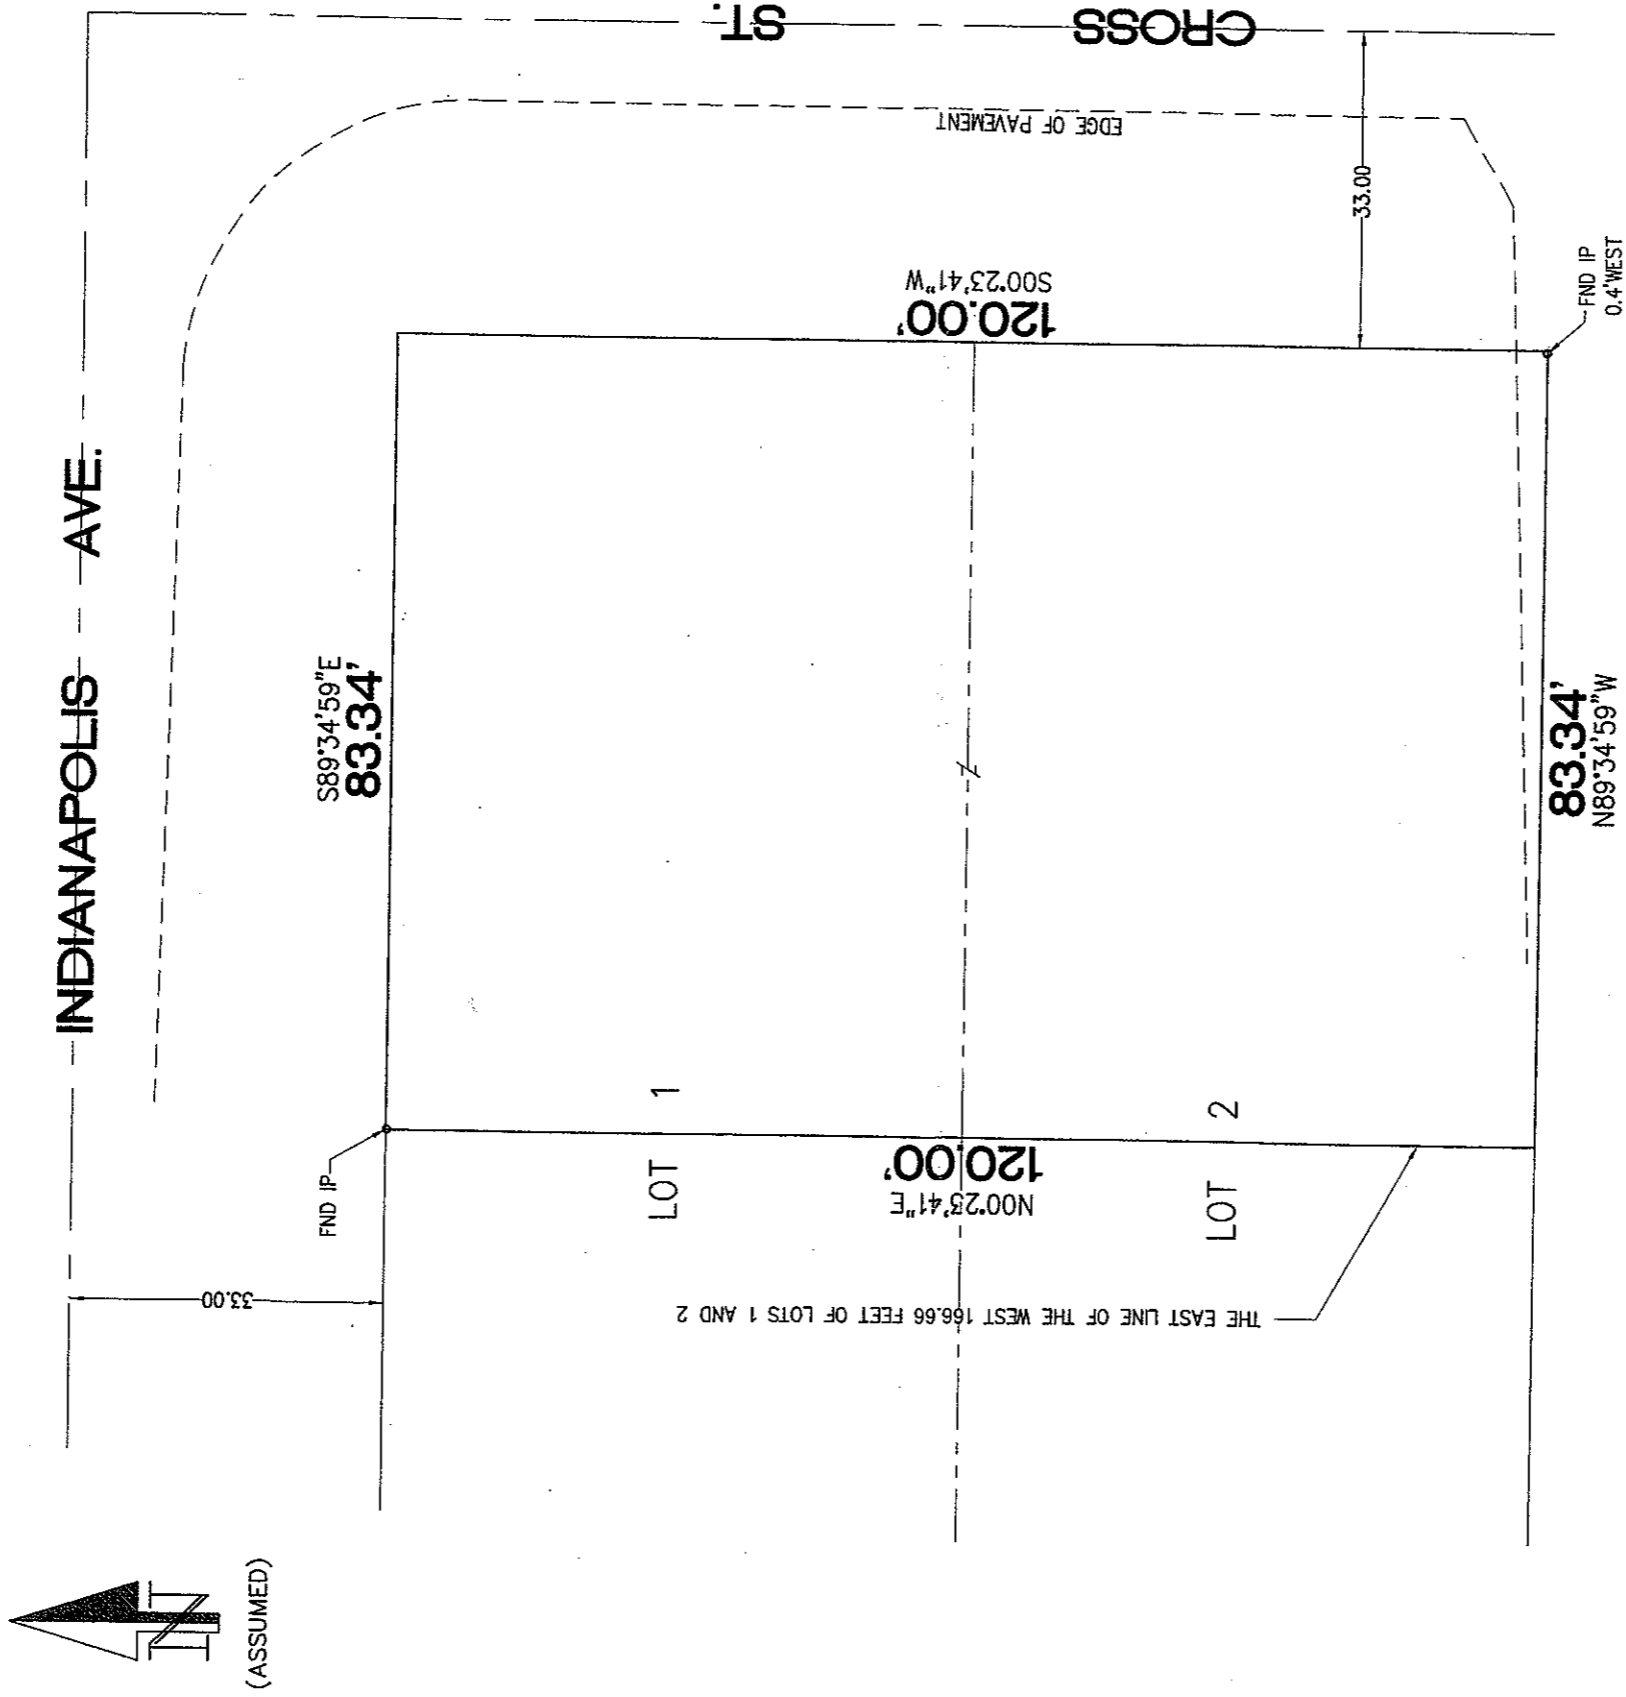 INDIANAPOLIS AVE.
CROSS ST.
EDGE OF PAVEMENT
33.00
S89°34'59"E
83.34'
S00°23'41"W
120.00'
FND IP
0.4'WEST
FND IP
33.00
LOT 1
120.00'
N00°23'41"E
LOT 2
THE EAST LINE OF THE WEST 166.66 FEET OF LOTS 1 AND 2
83.34'
N89°34'59"W
N
(ASSUMED)